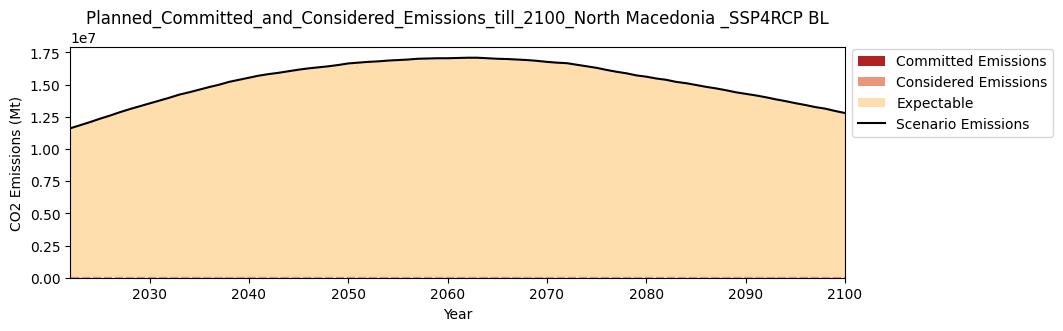 Planned_Committed_and_Considered_Emissions_till_2100_North Macedonia _SSP4RCP BL
1e7
1.75
1.50
1.25
1.00
0.75
0.50
0.25
0.00
CO2 Emissions (Mt)
2030 2040 2050 2060 2070 2080 2090 2100
Year
Committed Emissions
Considered Emissions
Expectable
Scenario Emissions